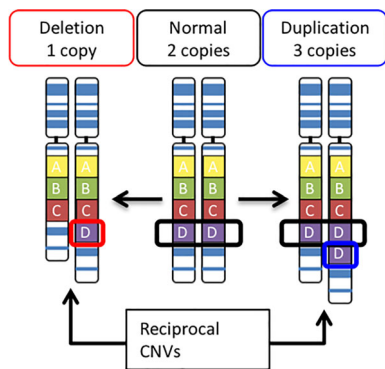 Deletion
1 copy
Normal
2 copies
Duplication
3 copies
A A A A A A
B B B B B B
C C C C C C
D D D D D
D
Reciprocal
CNVs